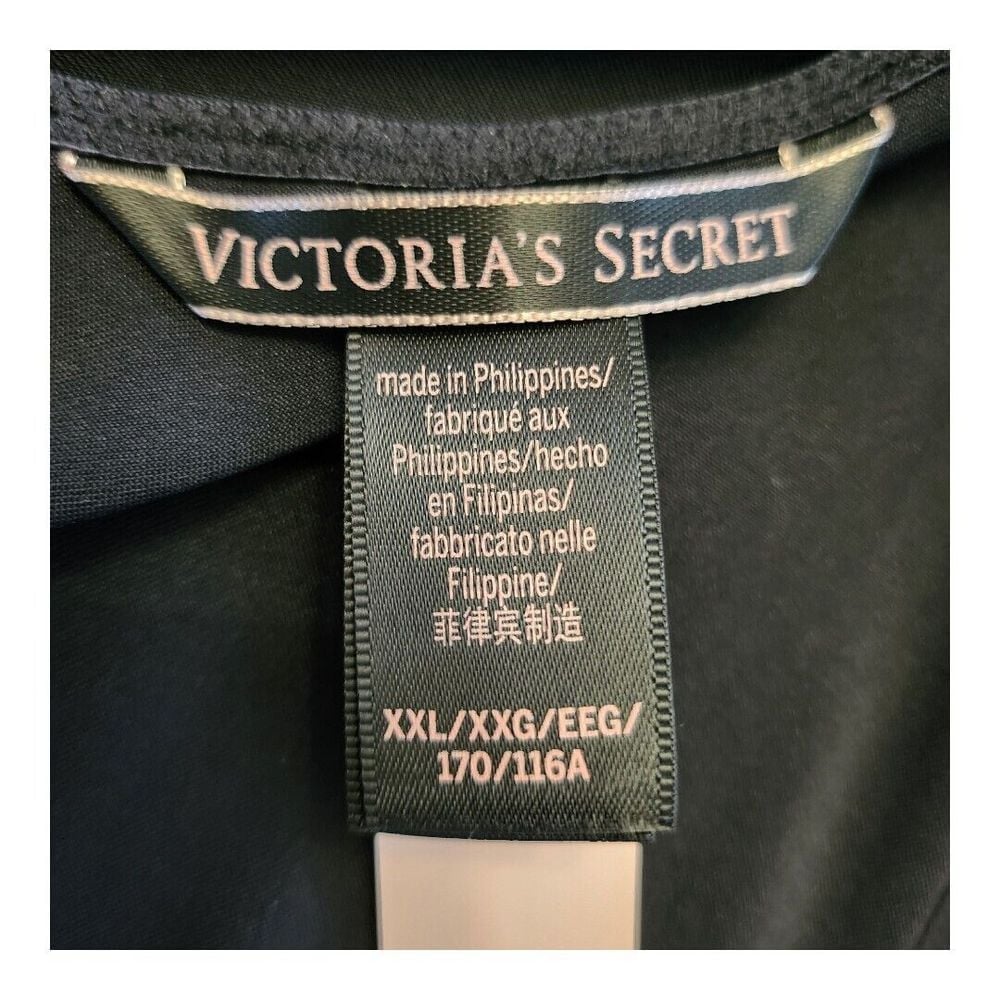 VICTORIA'S SECRET
made in Philippines/
fabriqué aux
Philippines/hecho
en Filipinas/
fabbricato nelle
Filippine/
菲律宾制造
XXL/XXG/EEG/
170/116A